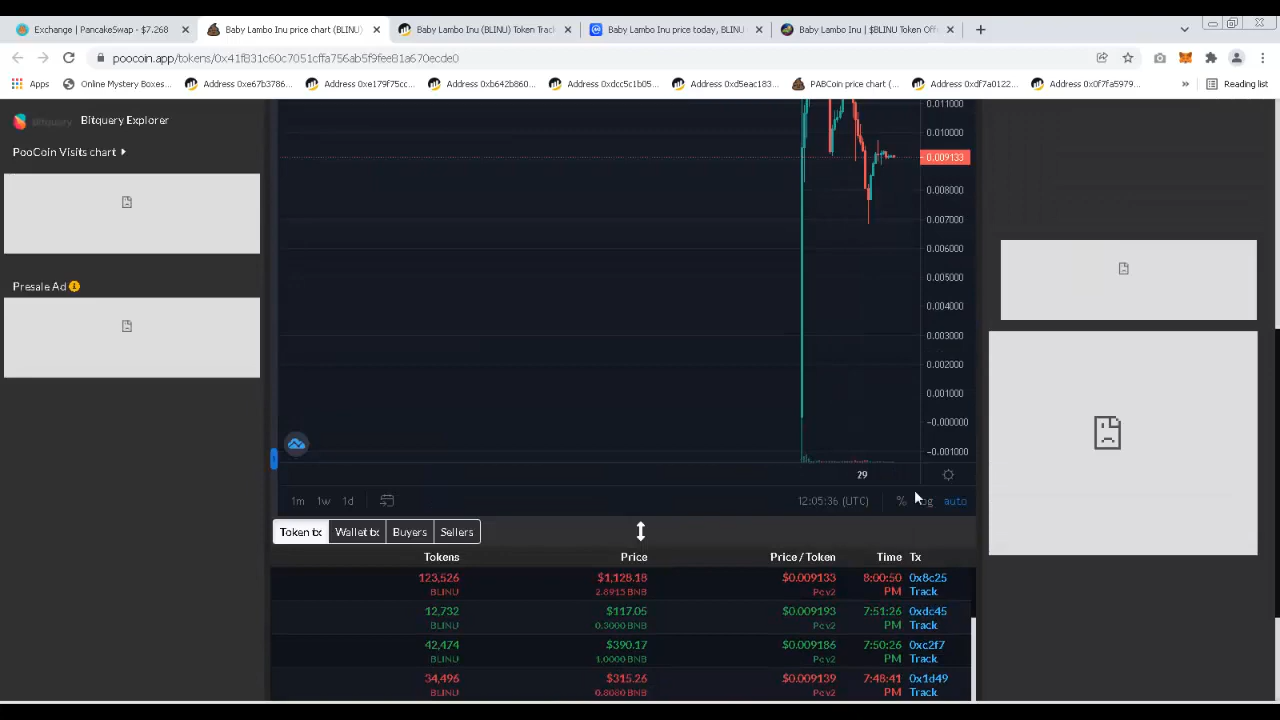 Exchange | PancakeSwap - $7.268
Baby Lambo Inu price chart (BLINU)
Baby Lambo Inu (BLINU) Token Track
Baby Lambo Inu price today, BLINU
Baby Lambo Inu | $BLINU Token Off
poocoin.app/tokens/0x41fb31c60c7051cffa756ab5f9fee81a670ecde0
Apps
Online Mystery Boxes...
Address 0xe67b3786...
Address 0xe179f75cc...
Address 0xb642b860...
Address 0xdcc5c1b05...
Address 0xd5eac183...
PABCoin price chart (...
Address 0xdf7a0122...
Address 0x0f7fa5979...
»
Reading list
Bitquery
Bitquery Explorer
PooCoin Visits chart
Presale Ad
0.011000
0.010000
0.009133
0.008000
0.007000
0.006000
0.005000
0.004000
0.003000
0.002000
0.001000
−0.000000
−0.001000
29
1m 1w 1d
12:05:36 (UTC)
%
auto
Token tx Wallet tx Buyers Sellers
Tokens Price Price / Token Time Tx
123,526 $1,128.18 $0.009133 8:00:50 0x8c25
BLINU 2.8915 BNB Pcv2 PM Track
12,732 $117.05 $0.009193 7:51:26 0xdc45
BLINU 0.3000 BNB Pcv2 PM Track
42,474 $390.17 $0.009186 7:50:26 0xc2f7
BLINU 1.0000 BNB Pcv2 PM Track
34,496 $315.26 $0.009139 7:48:41 0x1d49
BLINU 0.8080 BNB Pcv2 PM Track